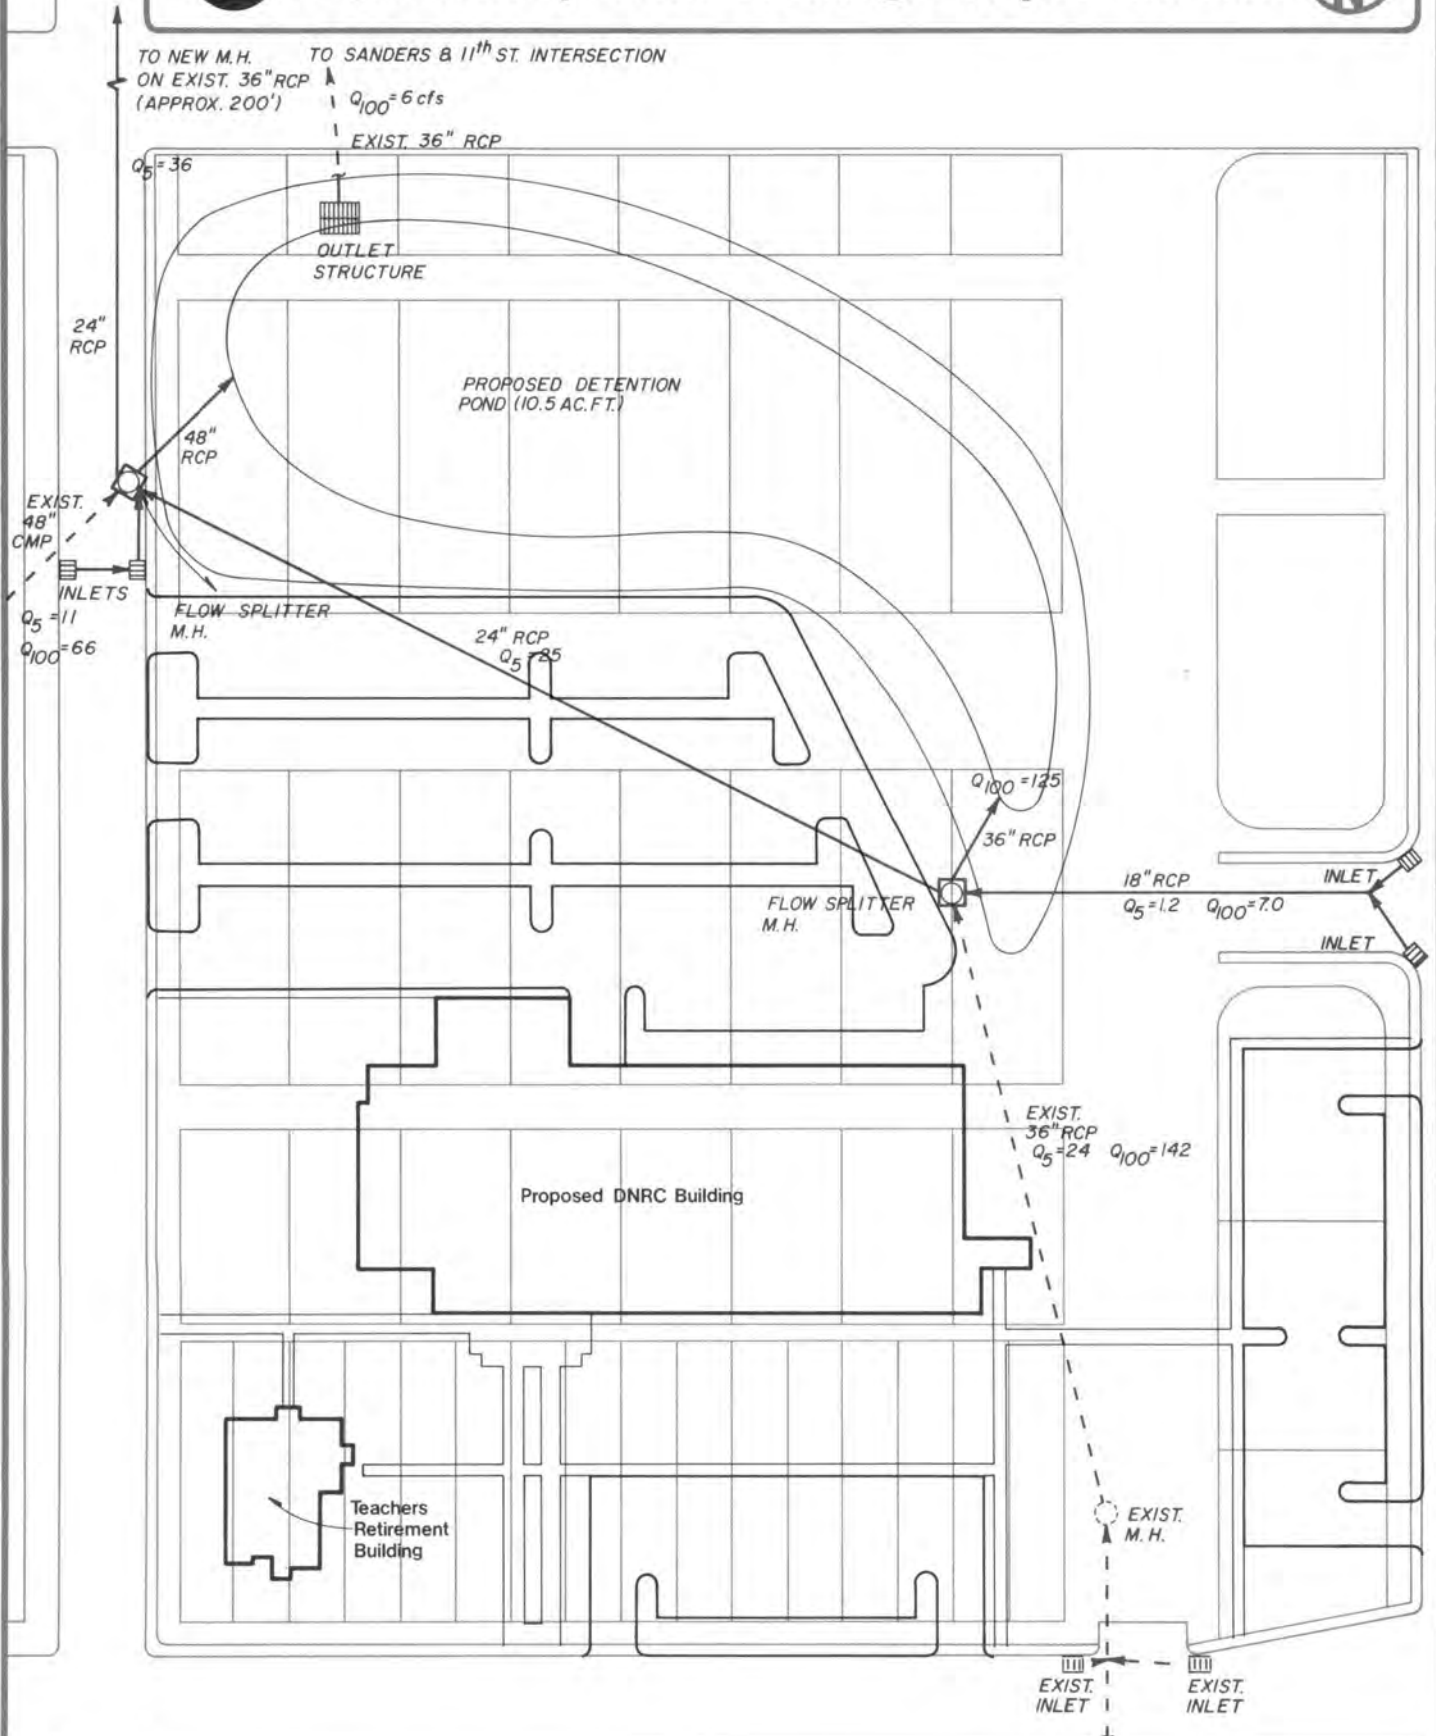 TO NEW M.H.
ON EXIST. 36" RCP
(APPROX. 200')
TO SANDERS & 11th ST. INTERSECTION
Q100 = 6 cfs
EXIST. 36" RCP
Q5 = 36
OUTLET
STRUCTURE
24"
RCP
PROPOSED DETENTION
POND (10.5 AC.FT.)
48"
RCP
EXIST.
48"
CMP
INLETS
Q5 = 11
Q100 = 66
FLOW SPLITTER
M.H.
24" RCP
Q5 = 25
Q100 = 125
36" RCP
FLOW SPLITTER
M.H.
18" RCP
Q5 = 1.2 Q100 = 7.0
INLET
INLET
EXIST.
36" RCP
Q5 = 24 Q100 = 142
Proposed DNRC Building
Teachers
Retirement
Building
EXIST.
M.H.
EXIST.
INLET
EXIST.
INLET